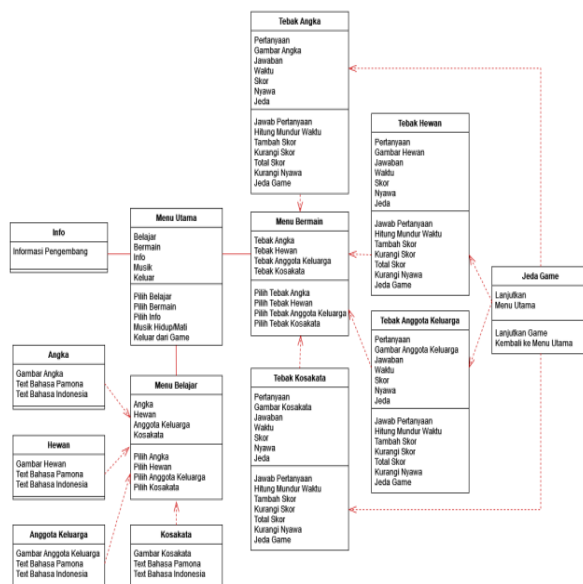 Tebak Angka
Pertanyaan
Gambar Angka
Jawaban
Waktu
Skor
Nyawa
Jeda
Jawab Pertanyaan
Hitung Mundur Waktu
Tambah Skor
Kurangi Skor
Total Skor
Kurangi Nyawa
Jeda Game
Tebak Hewan
Pertanyaan
Gambar Hewan
Jawaban
Waktu
Skor
Nyawa
Jeda
Jawab Pertanyaan
Hitung Mundur Waktu
Tambah Skor
Kurangi Skor
Total Skor
Kurangi Nyawa
Jeda Game
Info
Informasi Pengembang
Menu Utama
Belajar
Bermain
Info
Musik
Keluar
Pilih Belajar
Pilih Bermain
Pilih Info
Musik Hidup/Mati
Keluar dari Game
Menu Bermain
Tebak Angka
Tebak Hewan
Tebak Anggota Keluarga
Tebak Kosakata
Pilih Tebak Angka
Pilih Tebak Hewan
Pilih Tebak Anggota Keluarga
Pilih Tebak Kosakata
Jeda Game
Lanjutkan
Menu Utama
Lanjutkan Game
Kembali ke Menu Utama
Tebak Anggota Keluarga
Pertanyaan
Gambar Anggota Keluarga
Jawaban
Waktu
Skor
Nyawa
Jeda
Jawab Pertanyaan
Hitung Mundur Waktu
Tambah Skor
Kurangi Skor
Total Skor
Kurangi Nyawa
Jeda Game
Angka
Gambar Angka
Text Bahasa Pamona
Text Bahasa Indonesia
Menu Belajar
Angka
Hewan
Anggota Keluarga
Kosakata
Pilih Angka
Pilih Hewan
Pilih Anggota Keluarga
Pilih Kosakata
Tebak Kosakata
Pertanyaan
Gambar Kosakata
Jawaban
Waktu
Skor
Nyawa
Jeda
Jawab Pertanyaan
Hitung Mundur Waktu
Tambah Skor
Kurangi Skor
Total Skor
Kurangi Nyawa
Jeda Game
Hewan
Gambar Hewan
Text Bahasa Pamona
Text Bahasa Indonesia
Anggota Keluarga
Gambar Anggota Keluarga
Text Bahasa Pamona
Text Bahasa Indonesia
Kosakata
Gambar Kosakata
Text Bahasa Pamona
Text Bahasa Indonesia